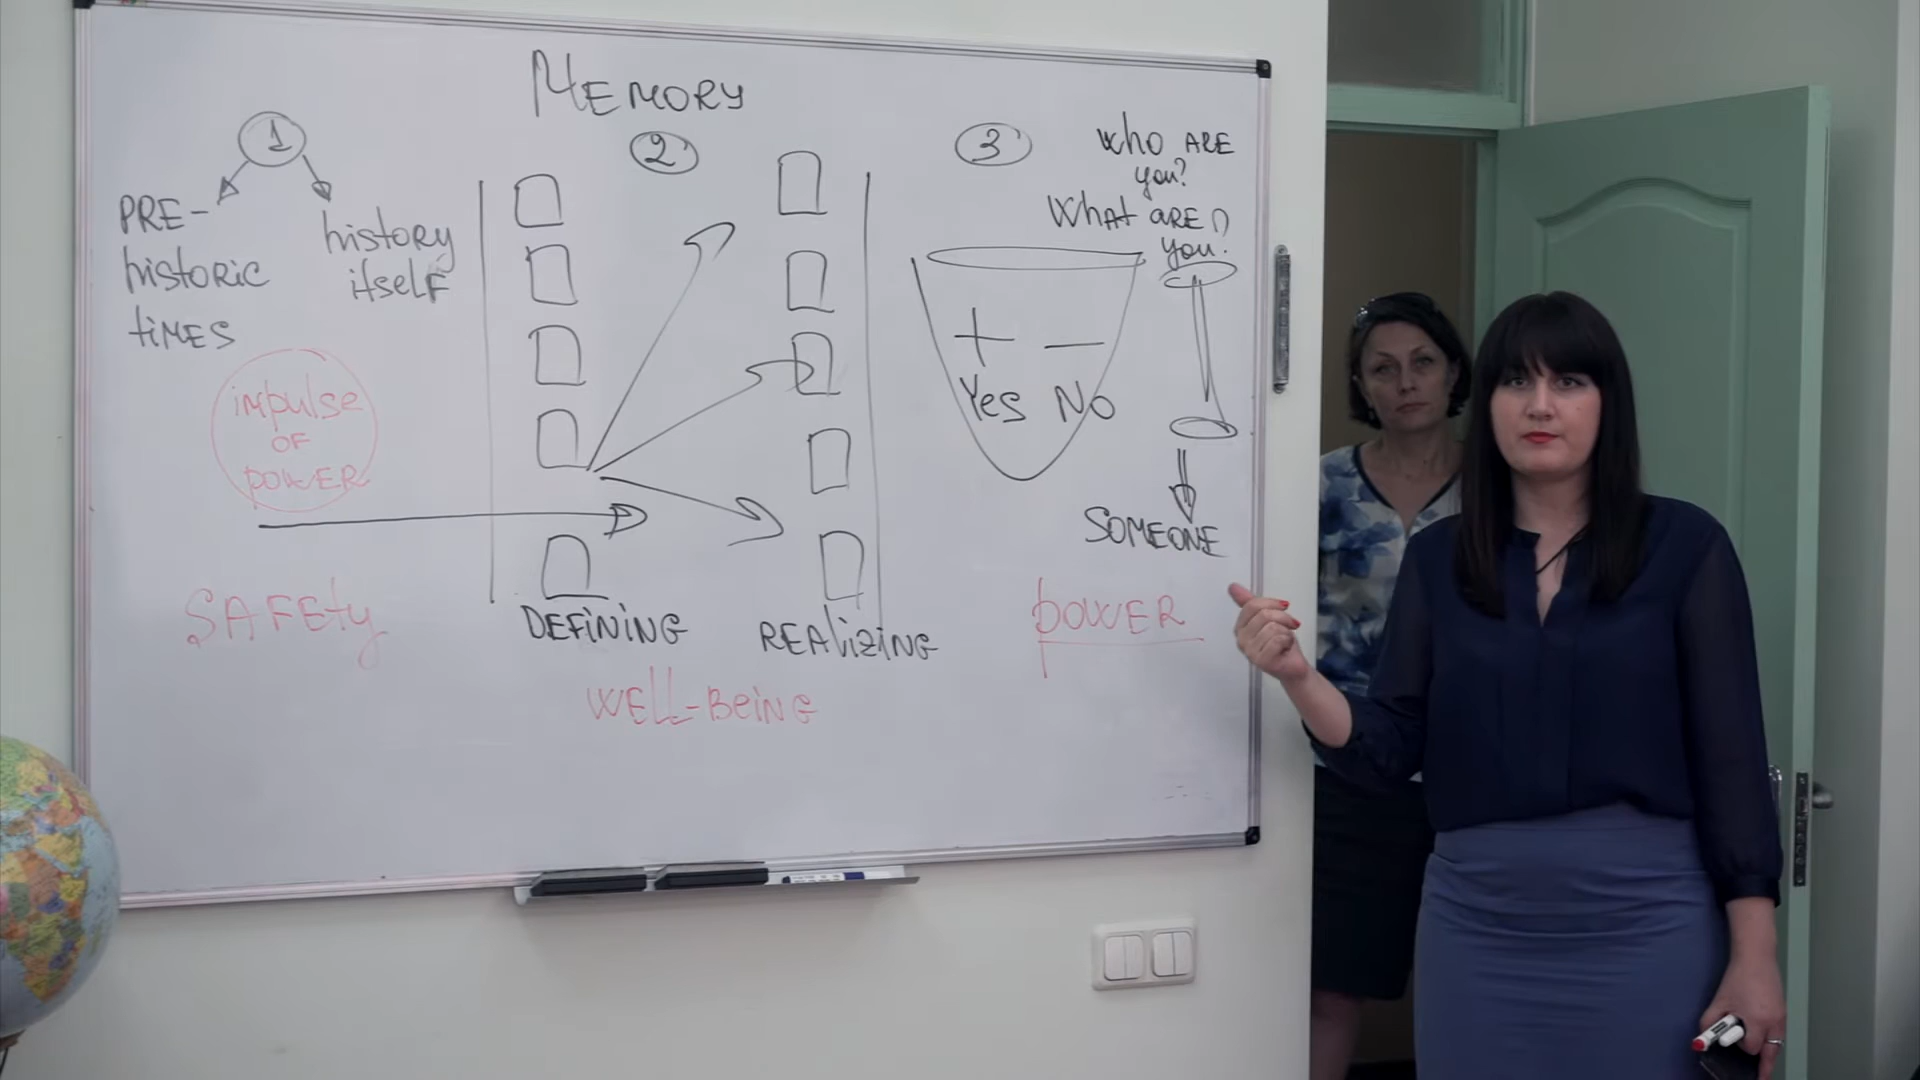 MEMORY
1
PRE-
historic
times
history
itself
impulse
OF
POWER
SAFEty
2
DEFiNiNG
REAliziNG
WEll-BeiNG
3
Who ARE
you?
What ARE
you?
+ —
Yes No
SOMEONE
POWER